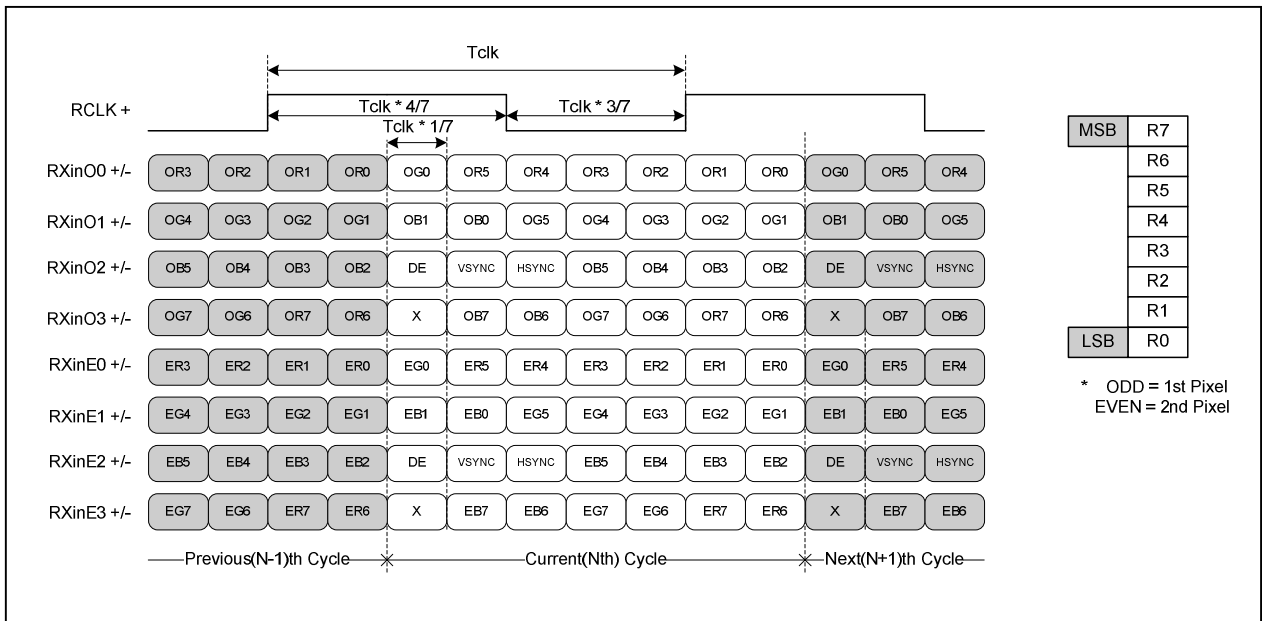 Tclk
RCLK +
Tclk * 4/7
Tclk * 3/7
Tclk * 1/7
RXinO0 +/- OR3 OR2 OR1 OR0 OG0 OR5 OR4 OR3 OR2 OR1 OR0 OG0 OR5 OR4
RXinO1 +/- OG4 OG3 OG2 OG1 OB1 OB0 OG5 OG4 OG3 OG2 OG1 OB1 OB0 OG5
RXinO2 +/- OB5 OB4 OB3 OB2 DE VSYNC HSYNC OB5 OB4 OB3 OB2 DE VSYNC HSYNC
RXinO3 +/- OG7 OG6 OR7 OR6 X OB7 OB6 OG7 OG6 OR7 OR6 X OB7 OB6
RXinE0 +/- ER3 ER2 ER1 ER0 EG0 ER5 ER4 ER3 ER2 ER1 ER0 EG0 ER5 ER4
RXinE1 +/- EG4 EG3 EG2 EG1 EB1 EB0 EG5 EG4 EG3 EG2 EG1 EB1 EB0 EG5
RXinE2 +/- EB5 EB4 EB3 EB2 DE VSYNC HSYNC EB5 EB4 EB3 EB2 DE VSYNC HSYNC
RXinE3 +/- EG7 EG6 ER7 ER6 X EB7 EB6 EG7 EG6 ER7 ER6 X EB7 EB6
Previous(N-1)th Cycle Current(Nth) Cycle Next(N+1)th Cycle
MSB R7
R6
R5
R4
R3
R2
R1
LSB R0
* ODD = 1st Pixel
EVEN = 2nd Pixel